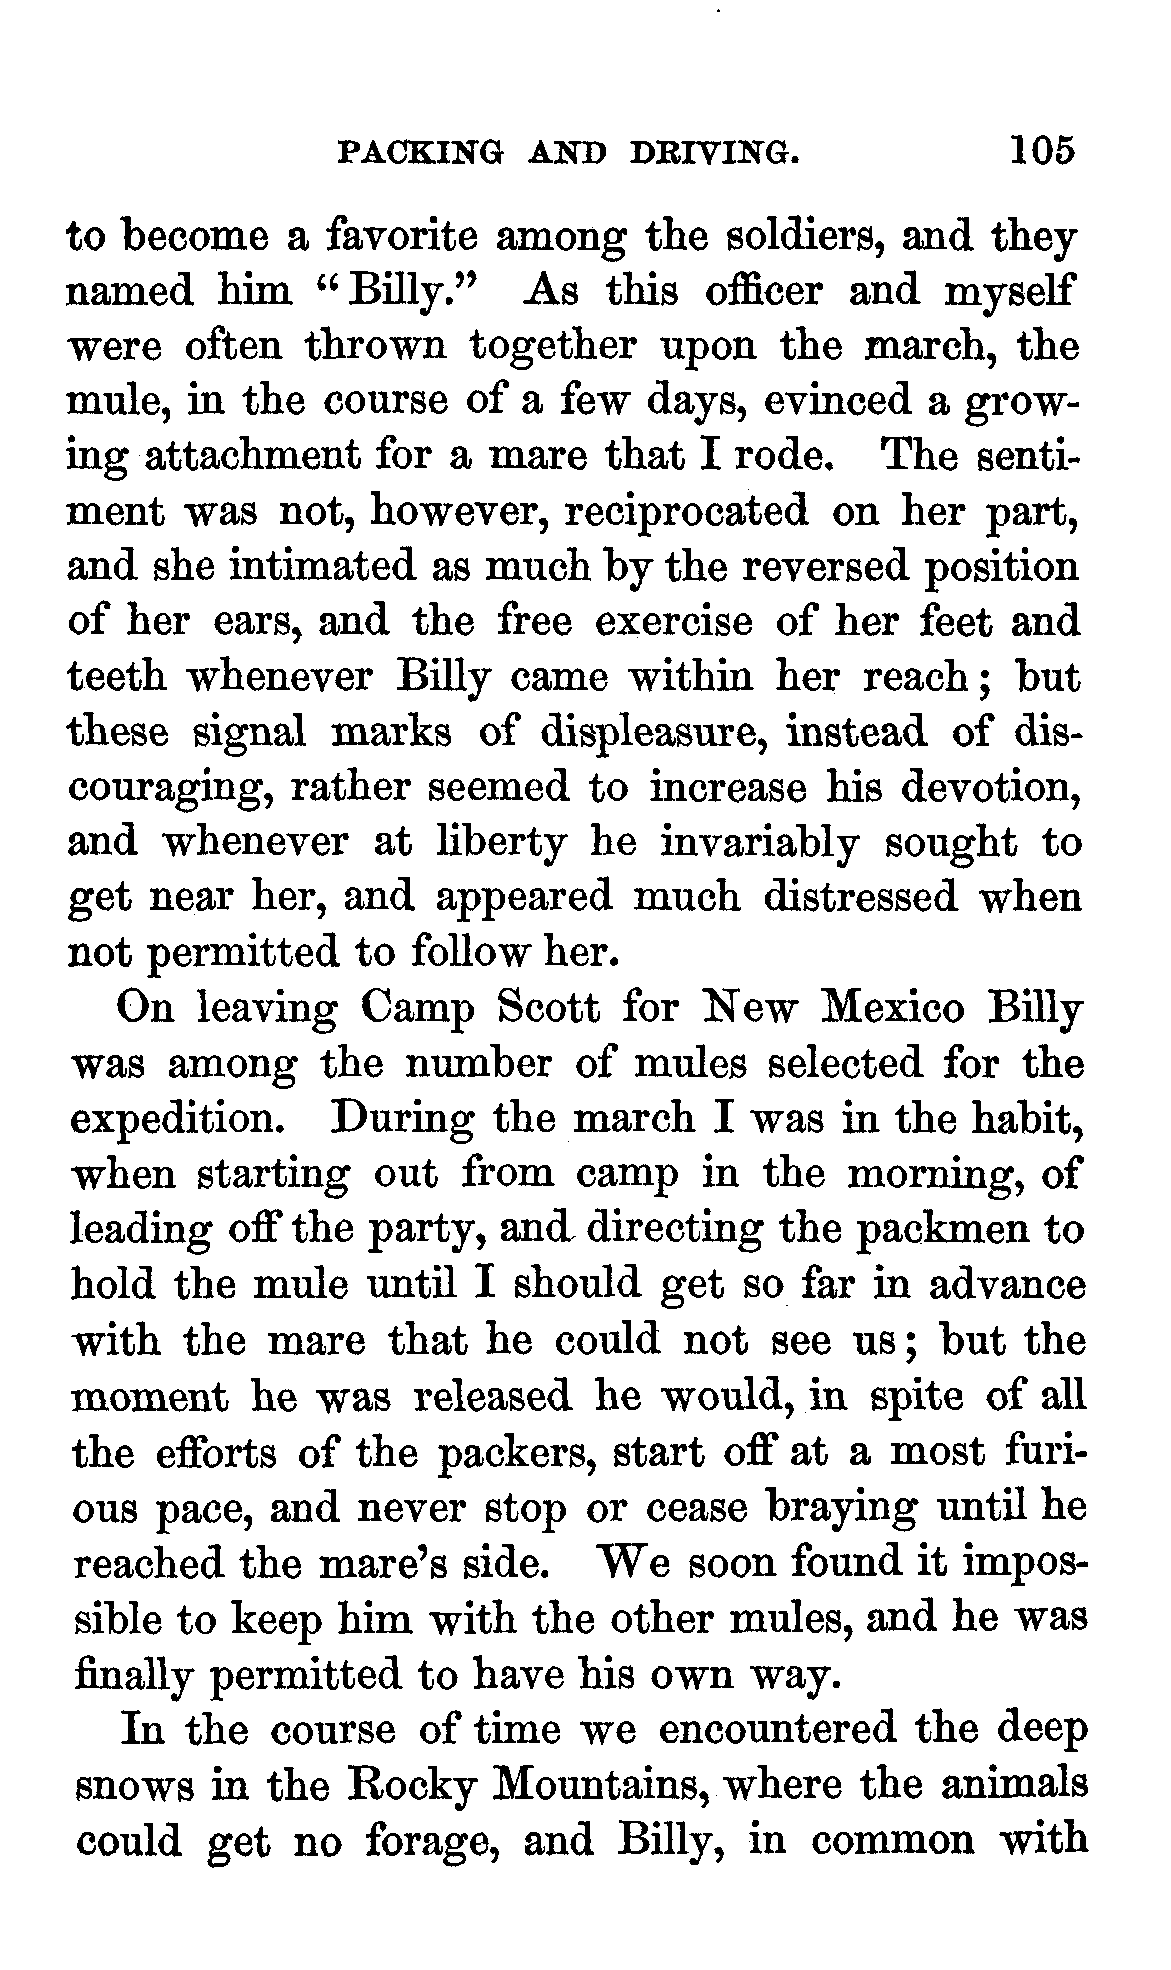 PACKING AND DRIVING. 105
to become a favorite among the soldiers, and they
named him “Billy.” As this officer and myself
were often thrown together upon the march, the
mule, in the course of a few days, evinced a grow-
ing attachment for a mare that I rode. The senti-
ment was not, however, reciprocated on her part,
and she intimated as much by the reversed position
of her ears, and the free exercise of her feet and
teeth whenever Billy came within her reach; but
these signal marks of displeasure, instead of dis-
couraging, rather seemed to increase his devotion,
and whenever at liberty he invariably sought to
get near her, and appeared much distressed when
not permitted to follow her.
On leaving Camp Scott for New Mexico Billy
was among the number of mules selected for the
expedition. During the march I was in the habit,
when starting out from camp in the morning, of
leading off the party, and directing the packmen to
hold the mule until I should get so far in advance
with the mare that he could not see us; but the
moment he was released he would, in spite of all
the efforts of the packers, start off at a most furi-
ous pace, and never stop or cease braying until he
reached the mare’s side. We soon found it impos-
sible to keep him with the other mules, and he was
finally permitted to have his own way.
In the course of time we encountered the deep
snows in the Rocky Mountains, where the animals
could get no forage, and Billy, in common with